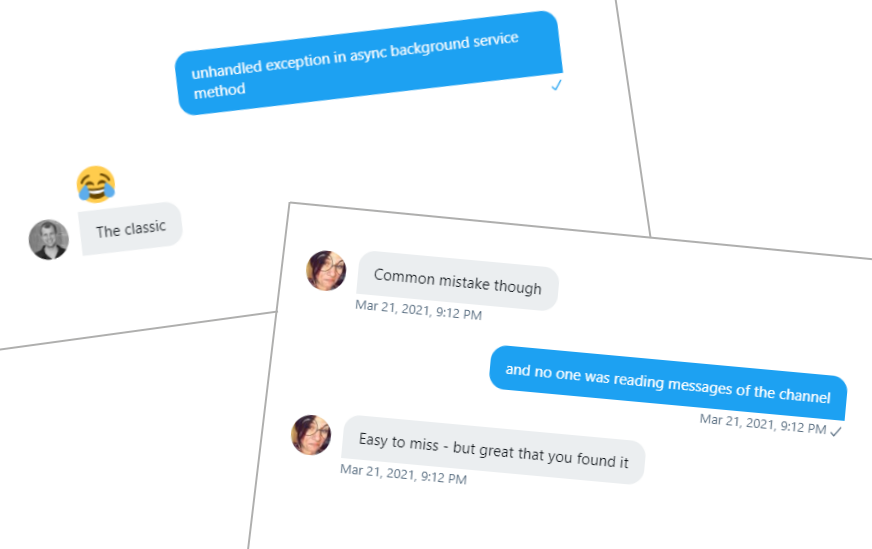 unhandled exception in async background service
method
😂
The classic
Common mistake though
Mar 21, 2021, 9:12 PM
and no one was reading messages of the channel
Mar 21, 2021, 9:12 PM ✓
Easy to miss - but great that you found it
Mar 21, 2021, 9:12 PM